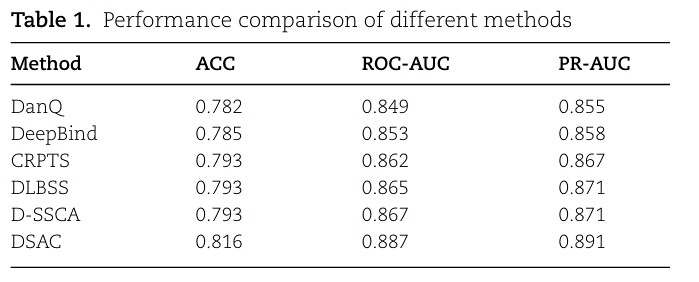 Table 1. Performance comparison of different methods
Method ACC ROC-AUC PR-AUC
DanQ 0.782 0.849 0.855
DeepBind 0.785 0.853 0.858
CRPTS 0.793 0.862 0.867
DLBSS 0.793 0.865 0.871
D-SSCA 0.793 0.867 0.871
DSAC 0.816 0.887 0.891